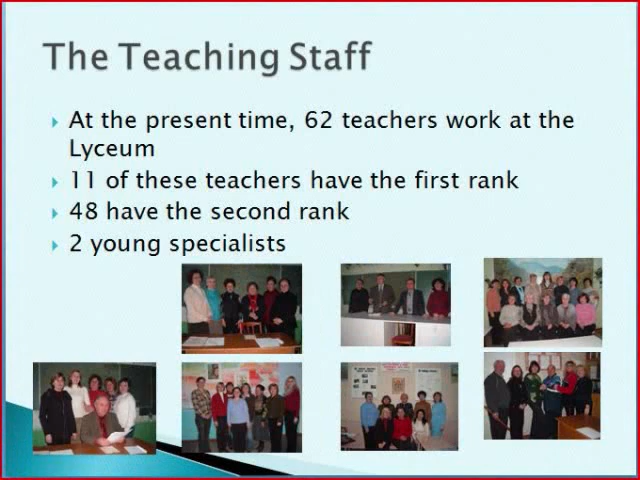 The Teaching Staff
At the present time, 62 teachers work at the
Lyceum
11 of these teachers have the first rank
48 have the second rank
2 young specialists